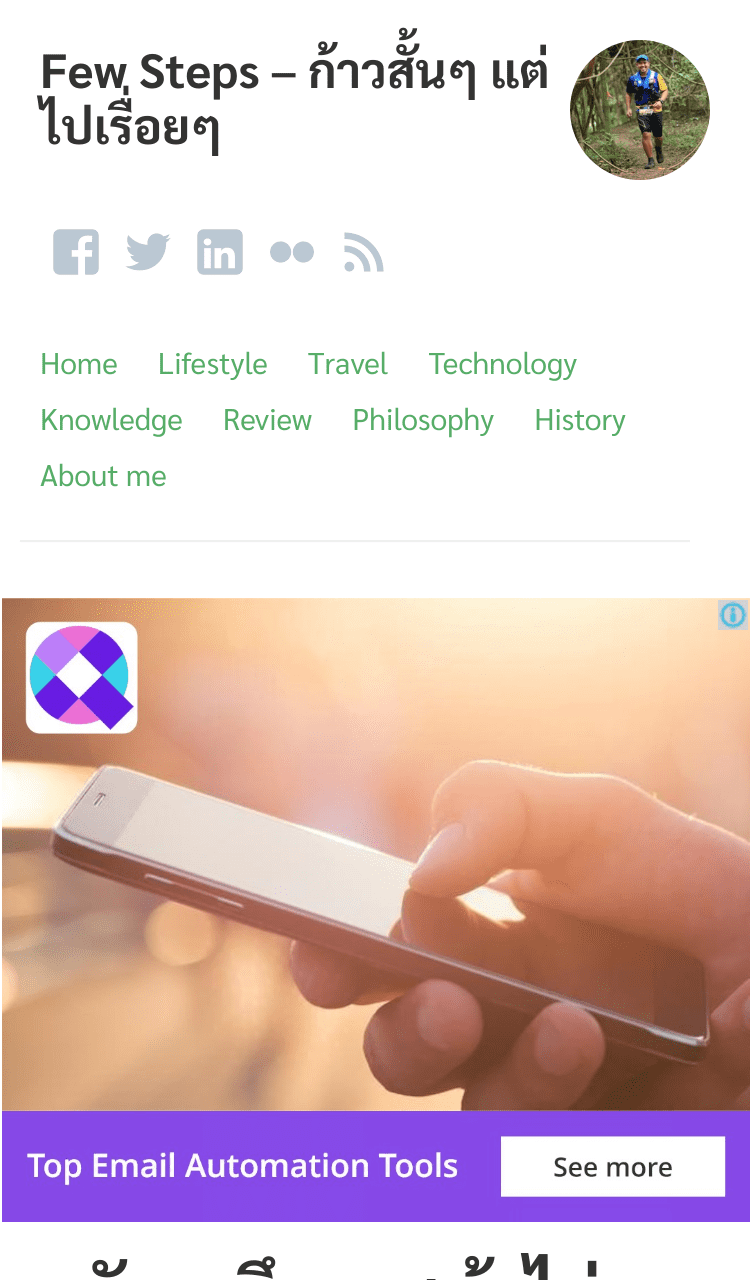 Few Steps – ก้าวสั้นๆ แต่
ไปเรื่อยๆ
Home Lifestyle Travel Technology
Knowledge Review Philosophy History
About me
Top Email Automation Tools See more